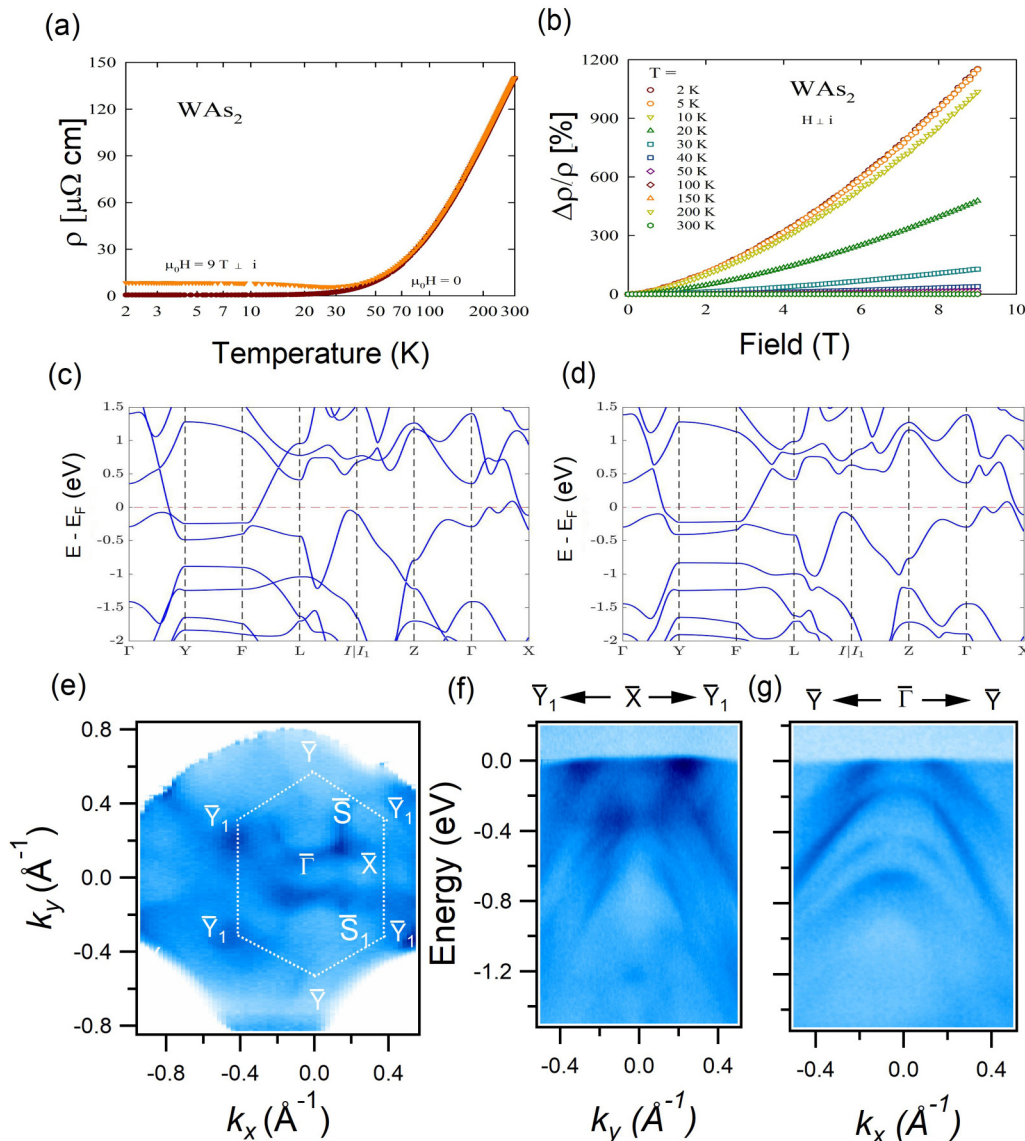 (a)
150
120
90
60
30
0
WAs2
μ0H = 9 T ⊥ i
μ0H = 0
2 3 5 7 10 20 30 50 70 100 200 300
ρ [μΩ cm]
Temperature (K)
(b)
1200
900
600
300
0
T =
2 K
5 K
10 K
20 K
30 K
40 K
50 K
100 K
150 K
200 K
300 K
WAs2
H ⊥ i
0 2 4 6 8 10
Δρ/ρ [%]
Field (T)
(c)
1.5
1
0.5
0
-0.5
-1
-1.5
-2
E - EF (eV)
Γ Y F L I|I1 Z Γ X
(d)
1.5
1
0.5
0
-0.5
-1
-1.5
-2
E - EF (eV)
Γ Y F L I|I1 Z Γ X
(e)
0.8
0.4
0.0
-0.4
-0.8
ky (Å-1)
Ȳ
Ȳ1 S̄ Ȳ1
Γ̄ X̄
Ȳ1 S̄1 Ȳ1
Ȳ
-0.8 -0.4 0.0 0.4
kx (Å-1)
(f)
Ȳ1 X̄ Ȳ1
0.0
-0.4
-0.8
-1.2
Energy (eV)
-0.4 0.0 0.4
ky (Å-1)
(g)
Ȳ Γ̄ Ȳ
-0.4 0.0 0.4
kx (Å-1)